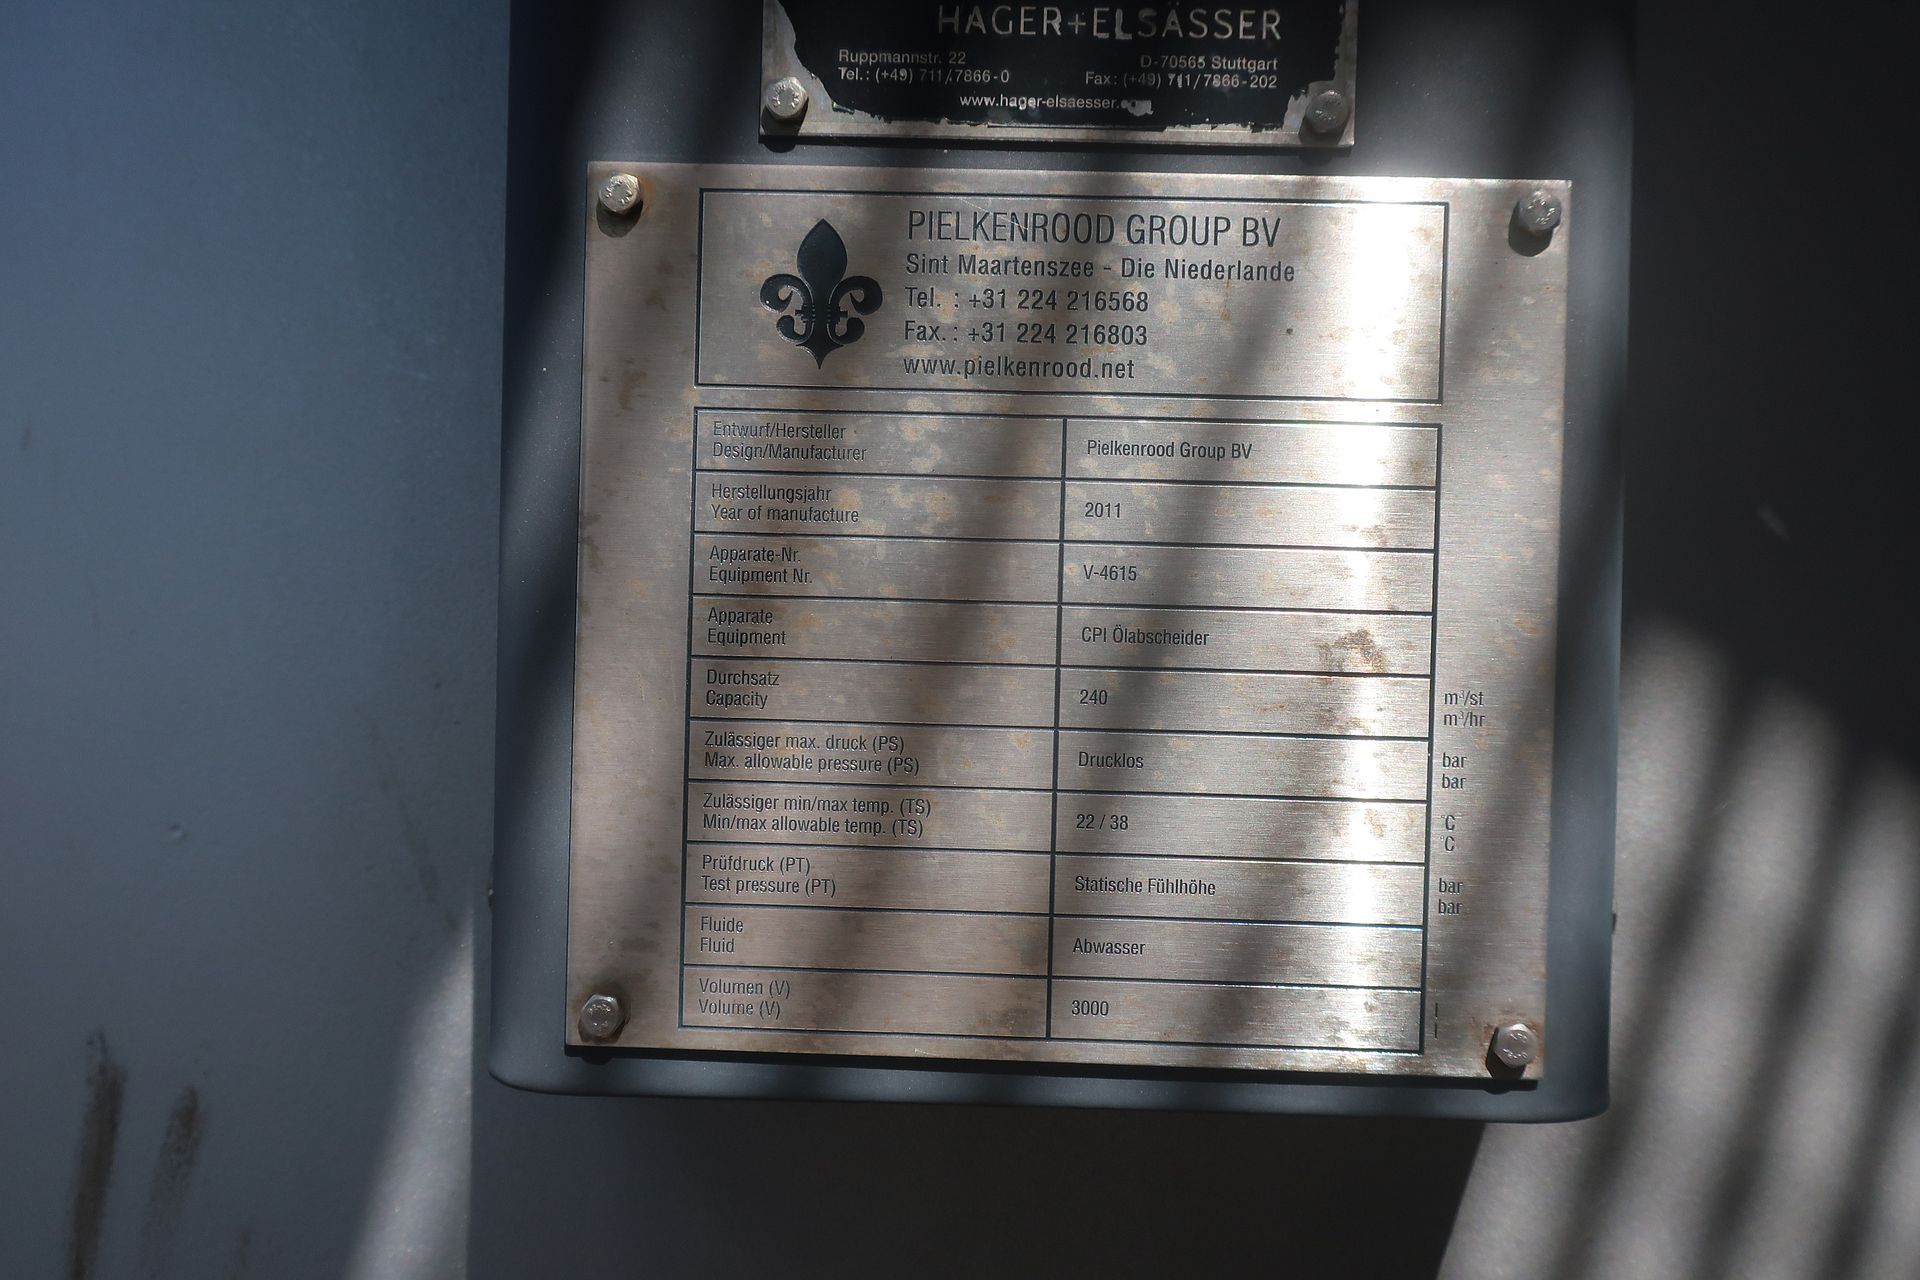 HAGER+ELSÄSSER
Ruppmannstr. 22 D-70565 Stuttgart
Tel.: (+49) 711/7866-0 Fax: (+49) 711/7866-202
www.hager-elsaesser.
PIELKENROOD GROUP BV
Sint Maartenszee - Die Niederlande
Tel. : +31 224 216568
Fax. : +31 224 216803
www.pielkenrood.net
Entwurf/Hersteller
Design/Manufacturer
Pielkenrood Group BV
Herstellungsjahr
Year of manufacture
2011
Apparate-Nr.
Equipment Nr.
V-4615
Apparate
Equipment
CPI Ölabscheider
Durchsatz
Capacity
240
m³/st
m³/hr
Zulässiger max. druck (PS)
Max. allowable pressure (PS)
Drucklos
bar
bar
Zulässiger min/max temp. (TS)
Min/max allowable temp. (TS)
22 / 38
°C
°C
Prüfdruck (PT)
Test pressure (PT)
Statische Fühlhöhe
bar
bar
Fluide
Fluid
Abwasser
Volumen (V)
Volume (V)
3000
l
l